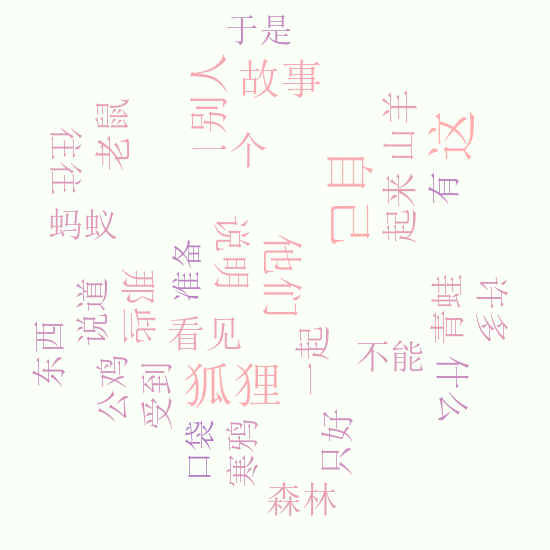 于是
别人
故事
一个
老鼠
往往
山羊
这
自己
起来
有
蚂蚁
说明
他们
准备
那些
说道
东西
看见
青蛙
许多
一起
不能
什么
公鸡
受到
狐狸
口袋
寒鸦
只好
森林